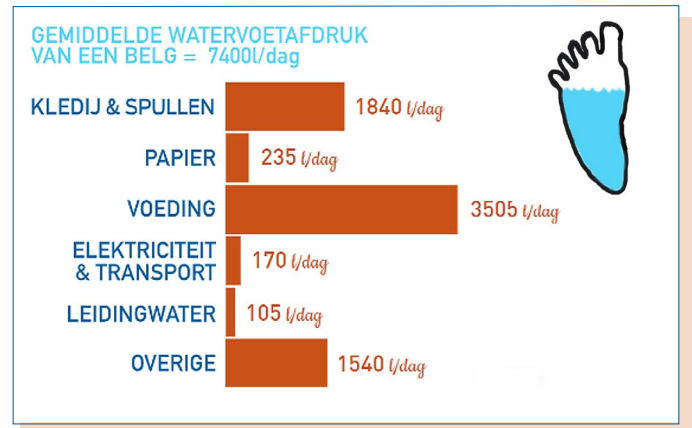 GEMIDDELDE WATERVOETAFDRUK
VAN EEN BELG = 7400l/dag
KLEDIJ & SPULLEN 1840 l/dag
PAPIER 235 l/dag
VOEDING 3505 l/dag
ELEKTRICITEIT
& TRANSPORT 170 l/dag
LEIDINGWATER 105 l/dag
OVERIGE 1540 l/dag